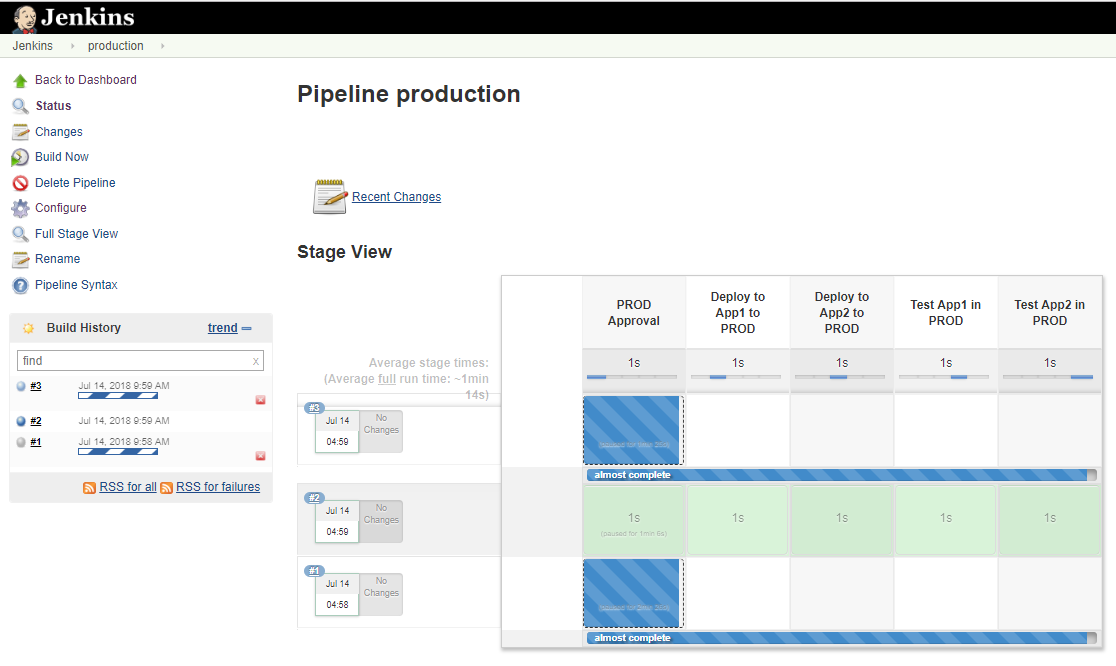 Jenkins
Jenkins
production
Back to Dashboard
Status
Changes
Build Now
Delete Pipeline
Configure
Full Stage View
Rename
Pipeline Syntax
Build History
trend
find
x
#3
Jul 14, 2018 9:59 AM
#2
Jul 14, 2018 9:59 AM
#1
Jul 14, 2018 9:58 AM
RSS for all
RSS for failures
Pipeline production
Recent Changes
Stage View
Average stage times:
(Average full run time: ~1min
14s)
PROD
Approval
Deploy to
App1 to
PROD
Deploy to
App2 to
PROD
Test App1 in
PROD
Test App2 in
PROD
1s
1s
1s
1s
1s
#3
Jul 14
04:59
No
Changes
almost complete
#2
Jul 14
04:59
No
Changes
1s
(paused for 1min 6s)
1s
1s
1s
1s
#1
Jul 14
04:58
No
Changes
almost complete